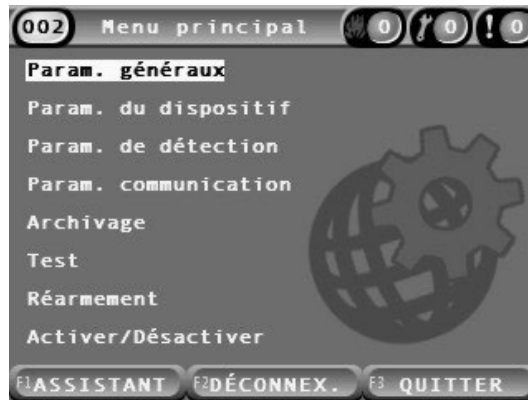 002 Menu principal 0 0 ! 0
Param. généraux
Param. du dispositif
Param. de détection
Param. communication
Archivage
Test
Réarmement
Activer/Désactiver
F1 ASSISTANT F2 DÉCONNEX. F3 QUITTER